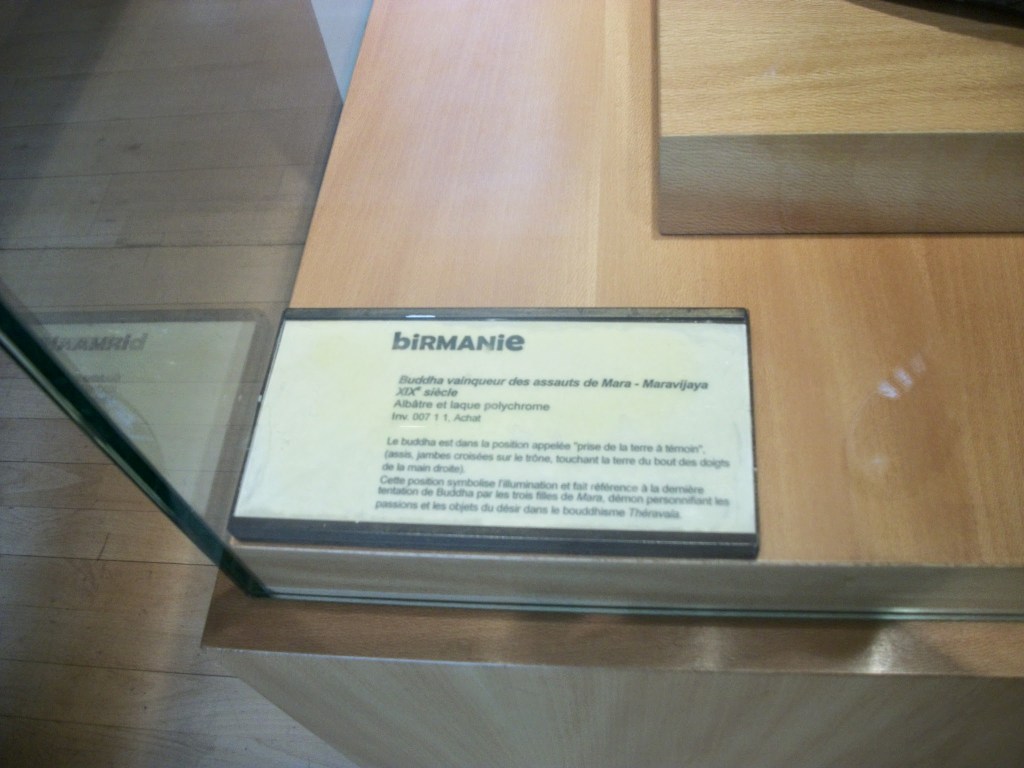 biRMANie
Buddha vainqueur des assauts de Mara - Maravijaya
XIXe siècle
Albâtre et laque polychrome
Inv. 007 1 1, Achat
Le buddha est dans la position appelée "prise de la terre à témoin".
(assis, jambes croisées sur le trône, touchant la terre du bout des doigts
de la main droite).
Cette position symbolise l'illumination et fait référence à la dernière
tentation de Buddha par les trois filles de Mara, démon personnifiant les
passions et les objets du désir dans le bouddhisme Théravala.